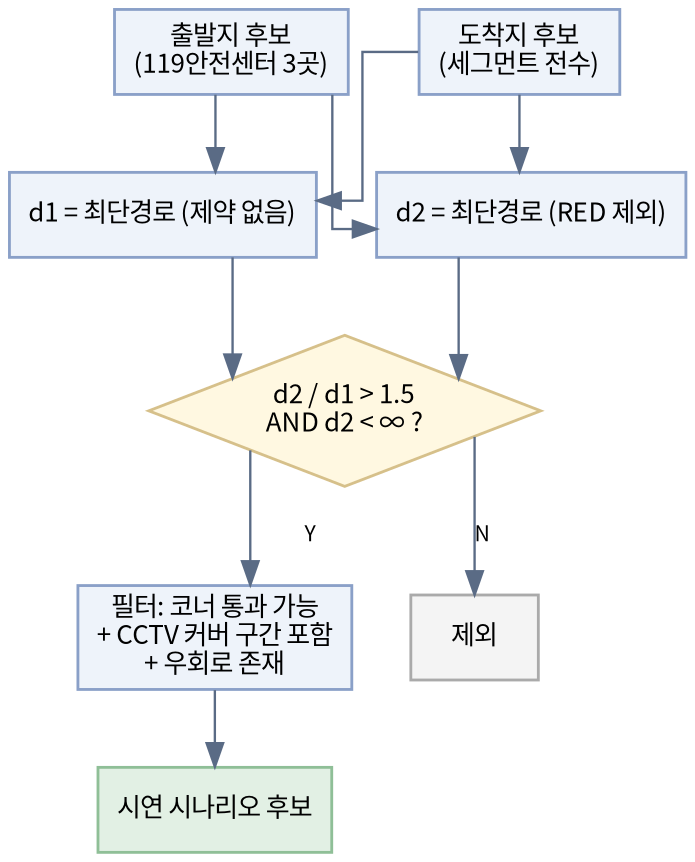 출발지 후보
(119안전센터 3곳)
도착지 후보
(세그먼트 전수)
d1 = 최단경로 (제약 없음)
d2 = 최단경로 (RED 제외)
d2 / d1 > 1.5
AND d2 < ∞ ?
Y
N
필터: 코너 통과 가능
+ CCTV 커버 구간 포함
+ 우회로 존재
제외
시연 시나리오 후보